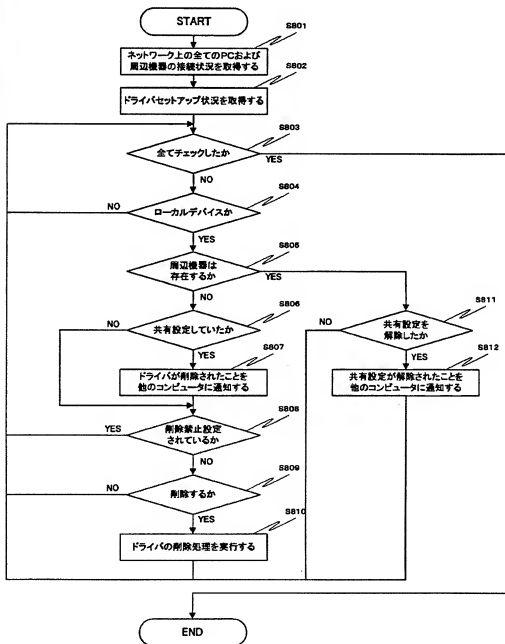 START
S801
ネットワーク上の全てのPCおよび
周辺機器の接続状況を取得する
S802
ドライバセットアップ状況を取得する
S803
全てチェックしたか
YES
NO
S804
NO
ローカルデバイスか
YES
S805
周辺機器は
存在するか
YES
NO
S806
NO
共有設定していたか
YES
S807
ドライバが削除されたことを
他のコンピュータに通知する
S811
NO
共有設定を
解除したか
YES
S812
共有設定が解除されたことを
他のコンピュータに通知する
S808
YES
削除禁止設定
されているか
NO
S809
NO
削除するか
YES
S810
ドライバの削除処理を実行する
END